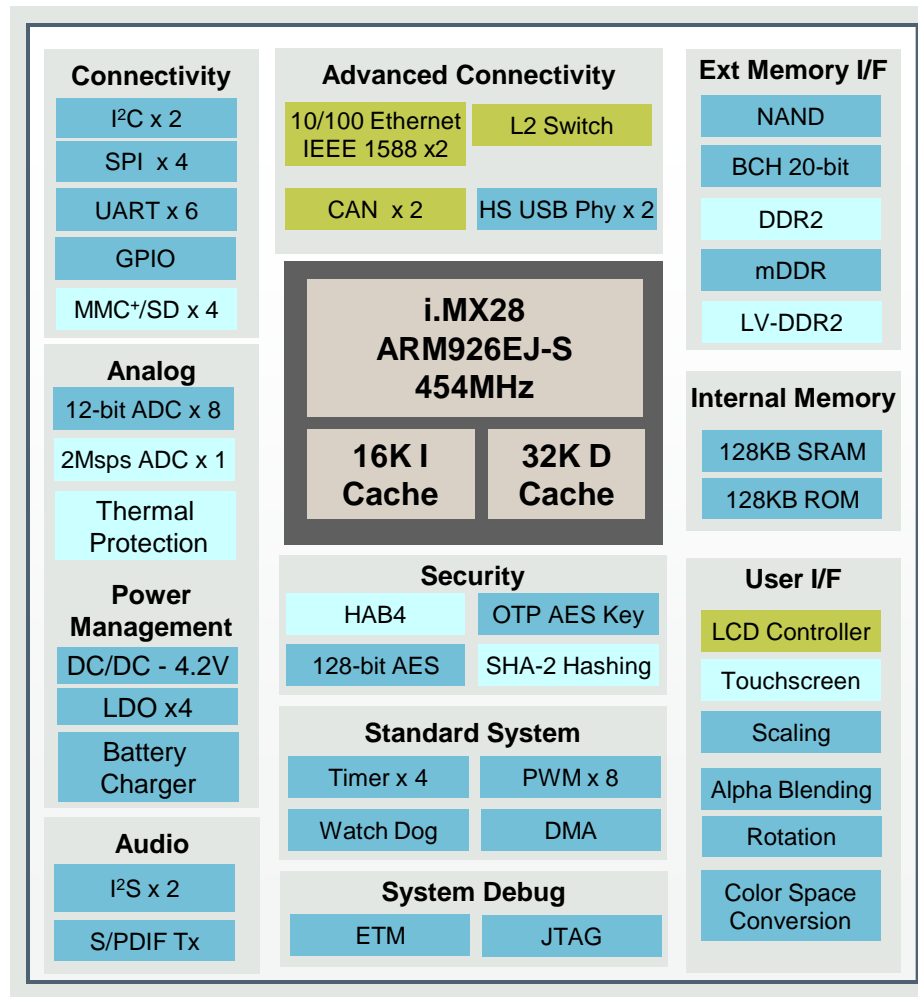 Connectivity
I²C x 2
SPI x 4
UART x 6
GPIO
MMC⁺/SD x 4
Analog
12-bit ADC x 8
2Msps ADC x 1
Thermal
Protection
Power
Management
DC/DC - 4.2V
LDO x4
Battery
Charger
Audio
I²S x 2
S/PDIF Tx
Advanced Connectivity
10/100 Ethernet
IEEE 1588 x2
L2 Switch
CAN x 2
HS USB Phy x 2
i.MX28
ARM926EJ-S
454MHz
16K I
Cache
32K D
Cache
Security
HAB4
OTP AES Key
128-bit AES
SHA-2 Hashing
Standard System
Timer x 4
PWM x 8
Watch Dog
DMA
System Debug
ETM
JTAG
Ext Memory I/F
NAND
BCH 20-bit
DDR2
mDDR
LV-DDR2
Internal Memory
128KB SRAM
128KB ROM
User I/F
LCD Controller
Touchscreen
Scaling
Alpha Blending
Rotation
Color Space
Conversion